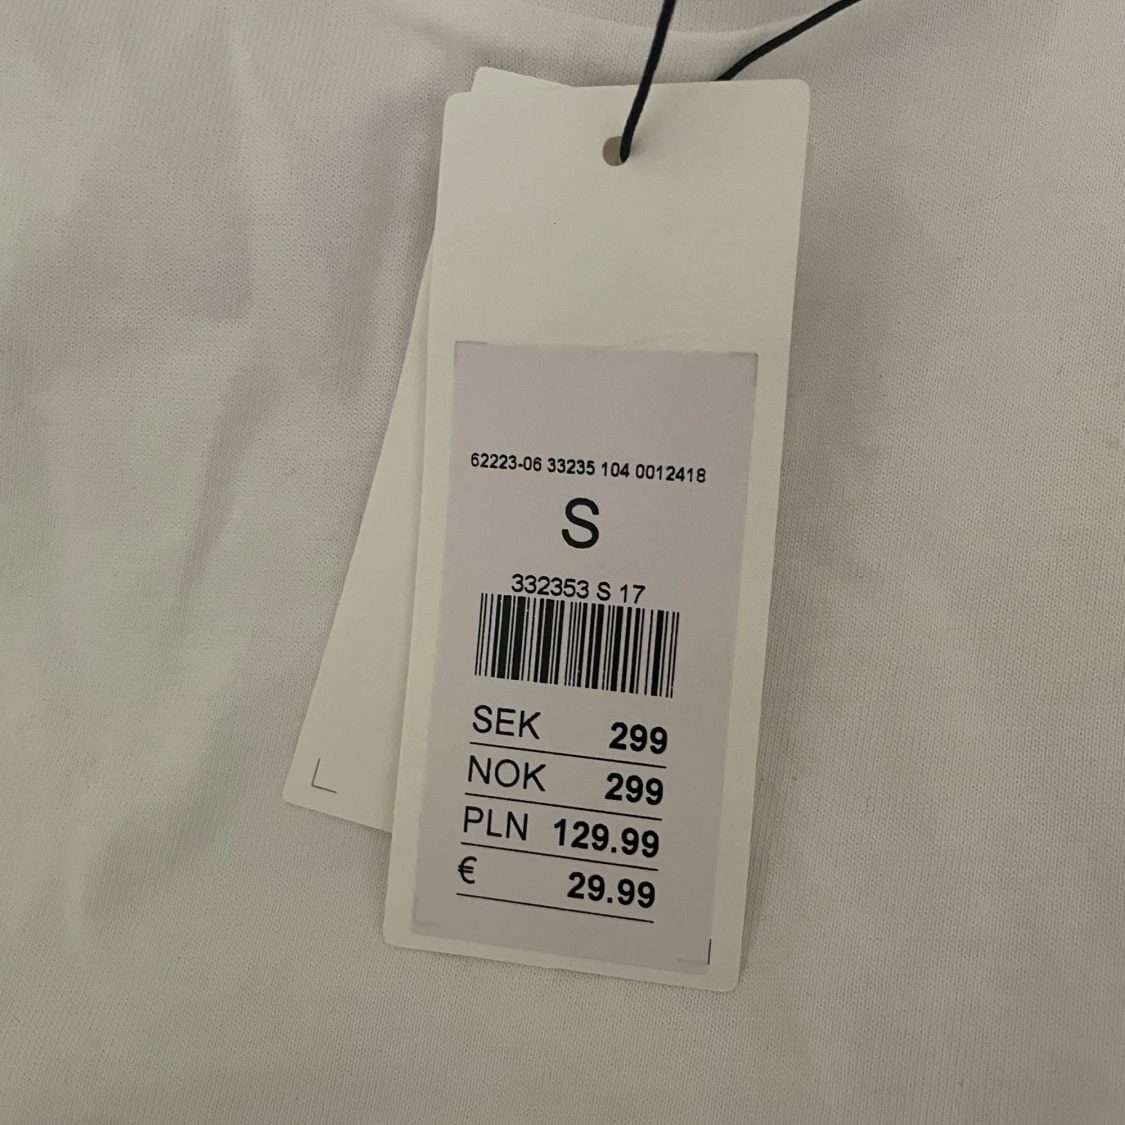 62223-06 33235 104 0012418
S
332353 S 17
SEK 299
NOK 299
PLN 129.99
€ 29.99